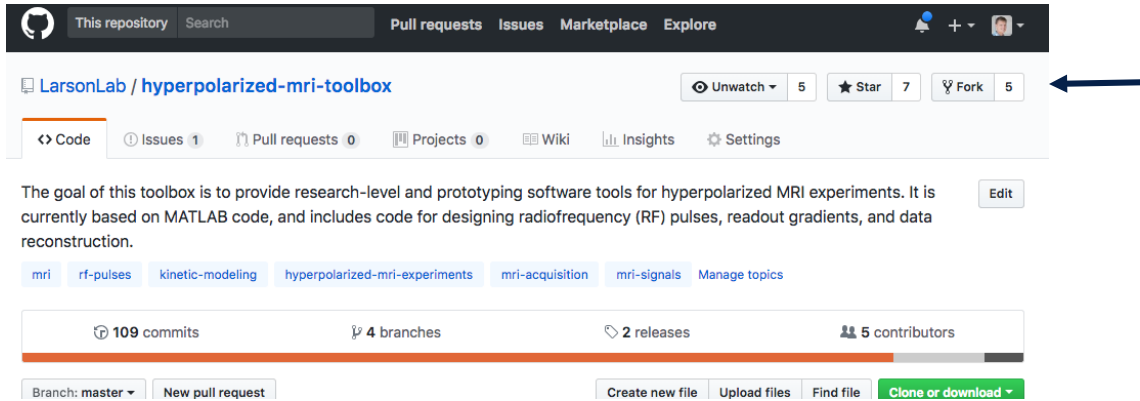 This repository Search Pull requests Issues Marketplace Explore
LarsonLab / hyperpolarized-mri-toolbox Unwatch 5 Star 7 Fork 5
Code Issues 1 Pull requests 0 Projects 0 Wiki Insights Settings
The goal of this toolbox is to provide research-level and prototyping software tools for hyperpolarized MRI experiments. It is Edit
currently based on MATLAB code, and includes code for designing radiofrequency (RF) pulses, readout gradients, and data
reconstruction.
mri rf-pulses kinetic-modeling hyperpolarized-mri-experiments mri-acquisition mri-signals Manage topics
109 commits 4 branches 2 releases 5 contributors
Branch: master New pull request Create new file Upload files Find file Clone or download